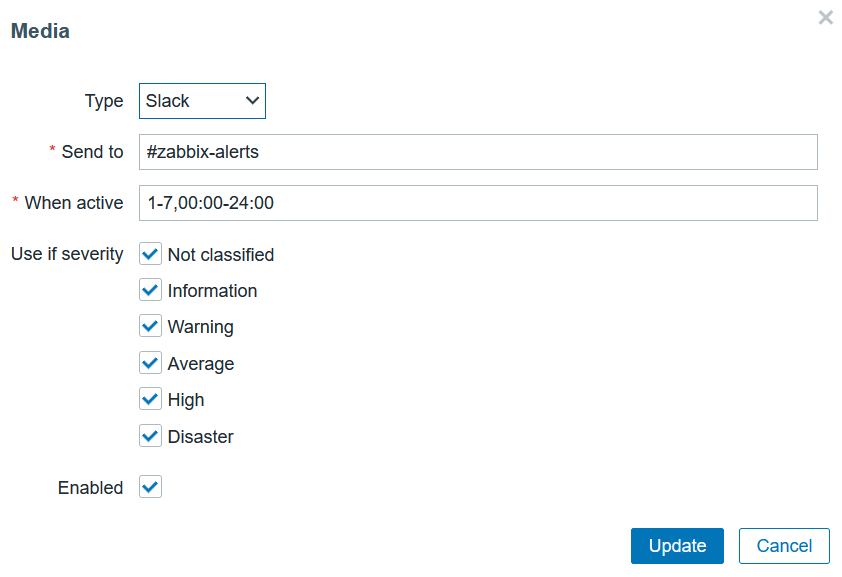 Media
Type Slack
* Send to #zabbix-alerts
* When active 1-7,00:00-24:00
Use if severity Not classified
Information
Warning
Average
High
Disaster
Enabled
Update Cancel